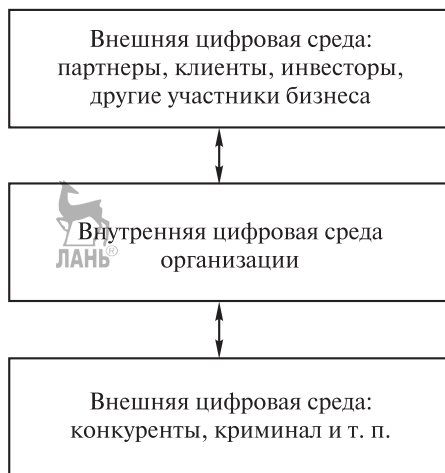 Внешняя цифровая среда:
партнеры, клиенты, инвесторы,
другие участники бизнеса
Внутренняя цифровая среда
организации
ЛАНЬ®
Внешняя цифровая среда:
конкуренты, криминал и т. п.